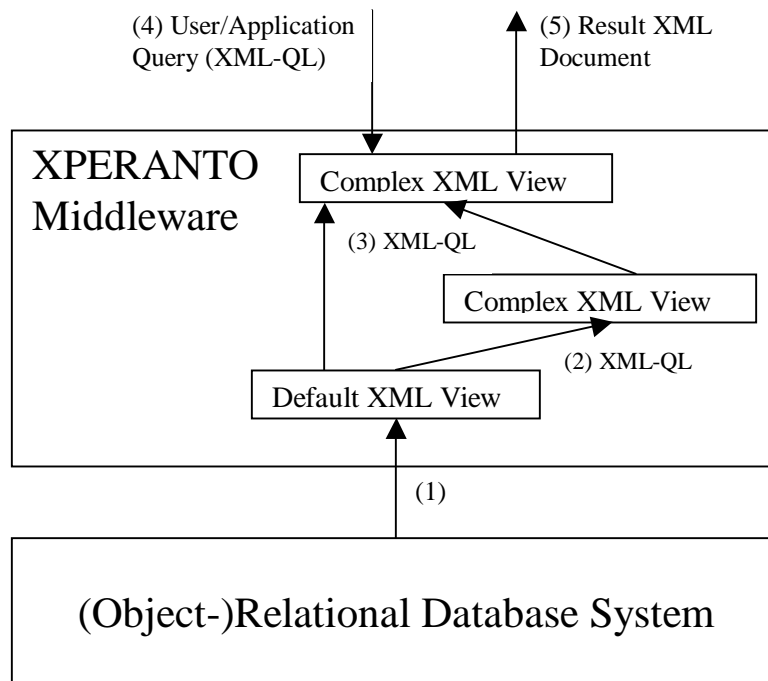 (4) User/Application
Query (XML-QL)
(5) Result XML
Document
XPERANTO
Middleware
Complex XML View
(3) XML-QL
Complex XML View
(2) XML-QL
Default XML View
(1)
(Object-)Relational Database System